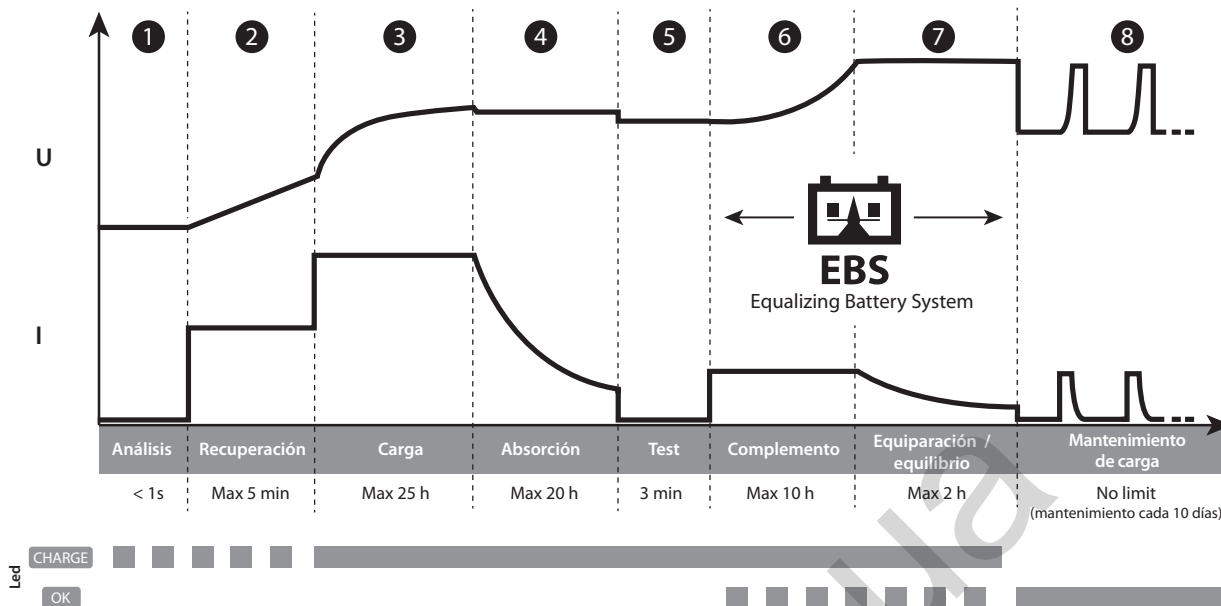 1 2 3 4 5 6 7 8
U
I
EBS
Equalizing Battery System
Análisis Recuperación Carga Absorción Test Complemento Equiparación / equilibrio Mantenimiento de carga
< 1s Max 5 min Max 25 h Max 20 h 3 min Max 10 h Max 2 h No limit
(mantenimiento cada 10 días)
Led
CHARGE
OK
ua